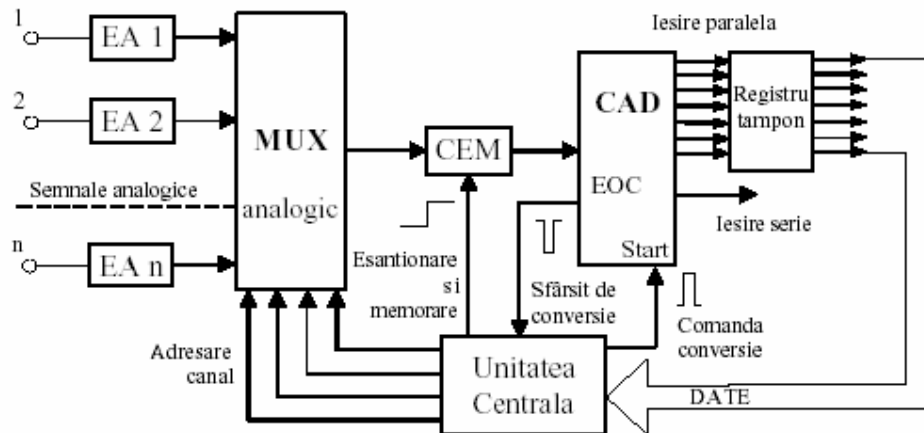 1
EA 1
2
EA 2
Semnale analogice
n
EA n
MUX
analogic
Adresare
canal
CEM
Esantionare
si
memorare
CAD
EOC
Start
Sfârsit de
conversie
Comanda
conversie
Iesire paralela
Registru
tampon
Iesire serie
Unitatea
Centrala
DATE